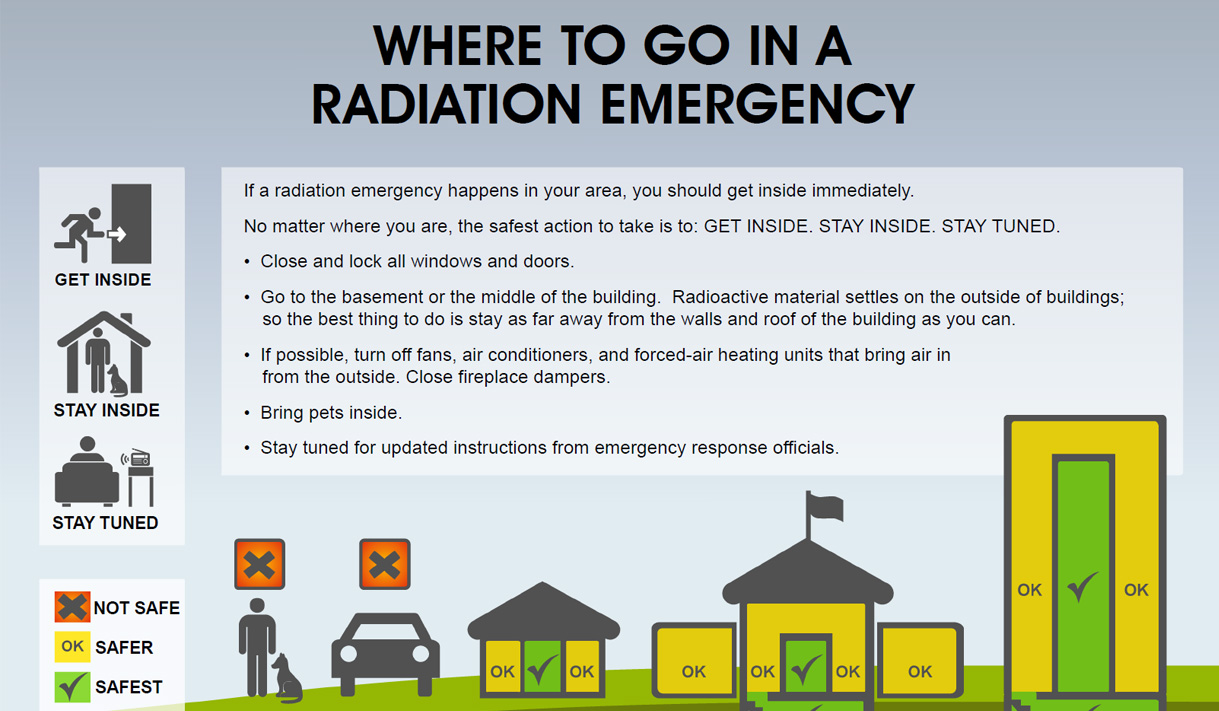 WHERE TO GO IN A
RADIATION EMERGENCY
GET INSIDE
STAY INSIDE
STAY TUNED
If a radiation emergency happens in your area, you should get inside immediately.
No matter where you are, the safest action to take is to: GET INSIDE. STAY INSIDE. STAY TUNED.
• Close and lock all windows and doors.
• Go to the basement or the middle of the building. Radioactive material settles on the outside of buildings;
so the best thing to do is stay as far away from the walls and roof of the building as you can.
• If possible, turn off fans, air conditioners, and forced-air heating units that bring air in
from the outside. Close fireplace dampers.
• Bring pets inside.
• Stay tuned for updated instructions from emergency response officials.
NOT SAFE
OK SAFER
SAFEST
OK OK
OK OK OK OK
OK OK